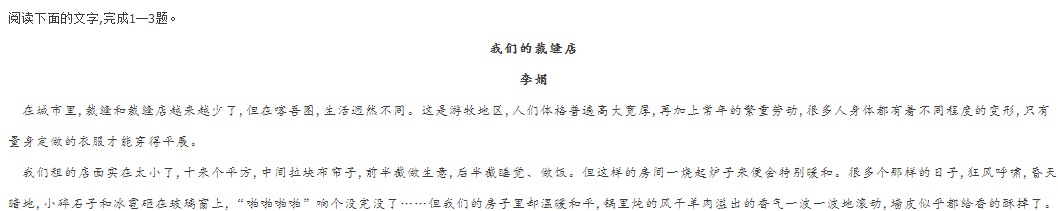 阅读下面的文字,完成1—3题。
我们的裁缝店
李娟
在城市里,裁缝和裁缝店越来越少了,但在喀吾图,生活迥然不同。这是游牧地区,人们体格普遍高大宽厚,再加上常年的繁重劳动,很多人身体都有着不同程度的变形,只有
量身定做的衣服才能穿得平展。
我们租的店面实在太小了,十来个平方,中间拉块布帘子,前半截做生意,后半截睡觉、做饭。但这样的房间一烧起炉子来便会特别暖和。很多个那样的日子,狂风呼啸,昏天
暗地,小碎石子和冰雹砸在玻璃窗上,“啪啪啪啪”响个没完没了……但我们的房子里却温暖和平,锅里炖的风干羊肉溢出的香气一波一波地滚动,墙皮似乎都给香的酥掉了。